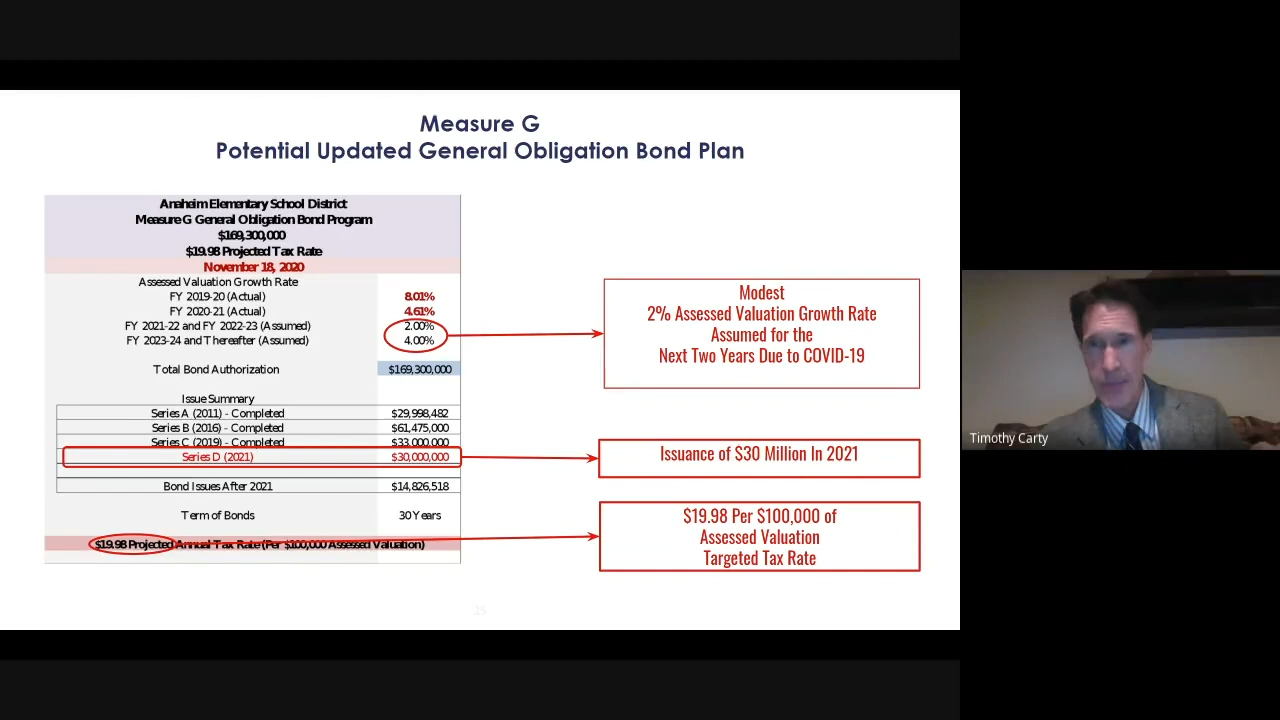 Measure G
Potential Updated General Obligation Bond Plan
Anaheim Elementary School District
Measure G General Obligation Bond Program
$169,300,000
$19.98 Projected Tax Rate
November 18, 2020
Assessed Valuation Growth Rate
FY 2019-20 (Actual) 8.01%
FY 2020-21 (Actual) 4.61%
FY 2021-22 and FY 2022-23 (Assumed) 2.00%
FY 2023-24 and Thereafter (Assumed) 4.00%
Total Bond Authorization $169,300,000
Issue Summary
Series A (2011) - Completed $29,998,482
Series B (2016) - Completed $61,475,000
Series C (2019) - Completed $33,000,000
Series D (2021) $30,000,000
Bond Issues After 2021 $14,826,518
Term of Bonds 30 Years
$19.98 Projected Annual Tax Rate (Per $100,000 Assessed Valuation)
Modest
2% Assessed Valuation Growth Rate
Assumed for the
Next Two Years Due to COVID-19
Issuance of $30 Million In 2021
$19.98 Per $100,000 of
Assessed Valuation
Targeted Tax Rate
25
Timothy Carty